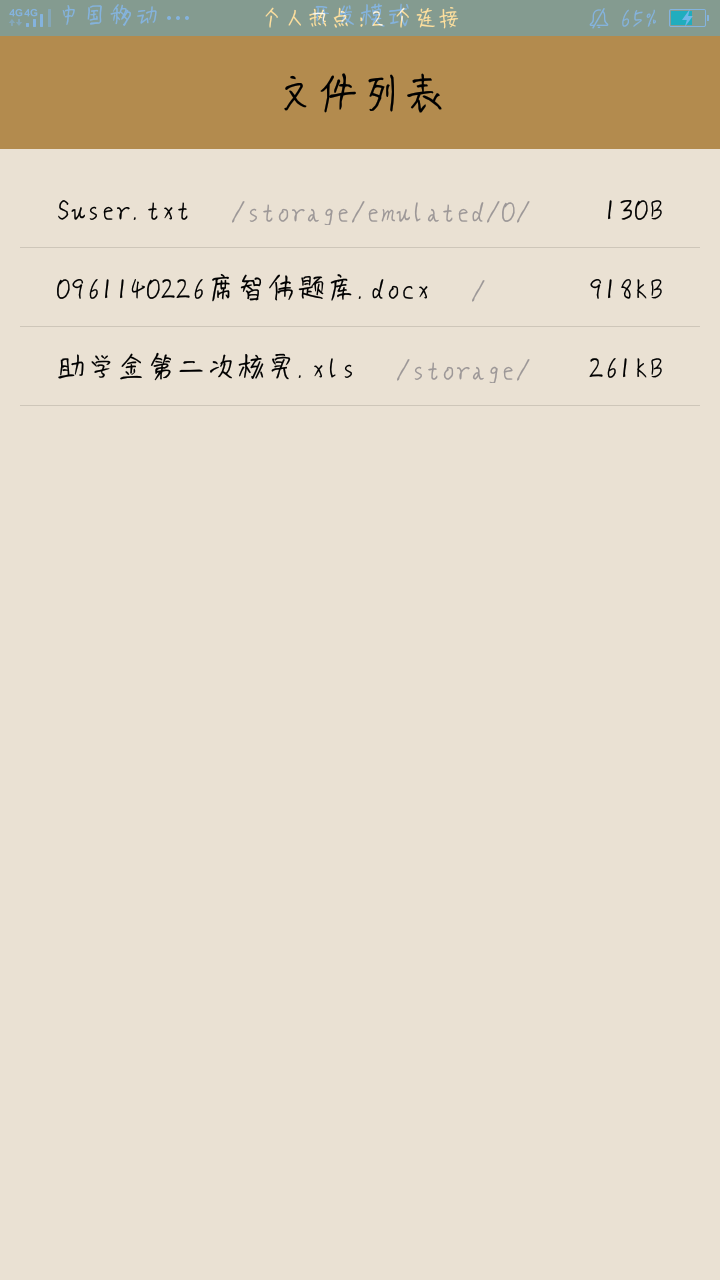 4G 4G 中国移动 ••• 个人热点:2 个连接 65%
文件列表
Suser.txt /storage/emulated/0/ 130B
0961140226席智伟题库.docx / 918kB
助学金第二次核实.xls /storage/ 261kB